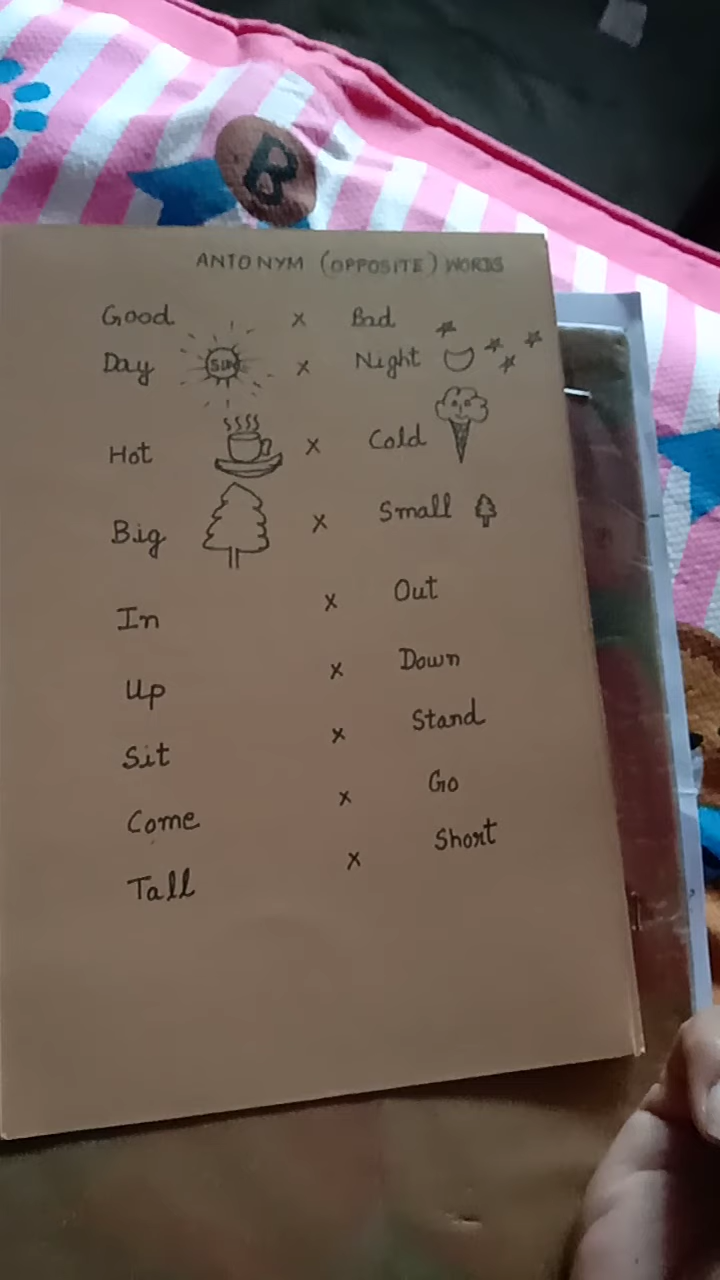 B
ANTONYM (OPPOSITE) WORDS
Good x Bad
Day SUN x Night
Hot x Cold
Big x Small
In x Out
Up x Down
Sit x Stand
Come x Go
Tall x Short